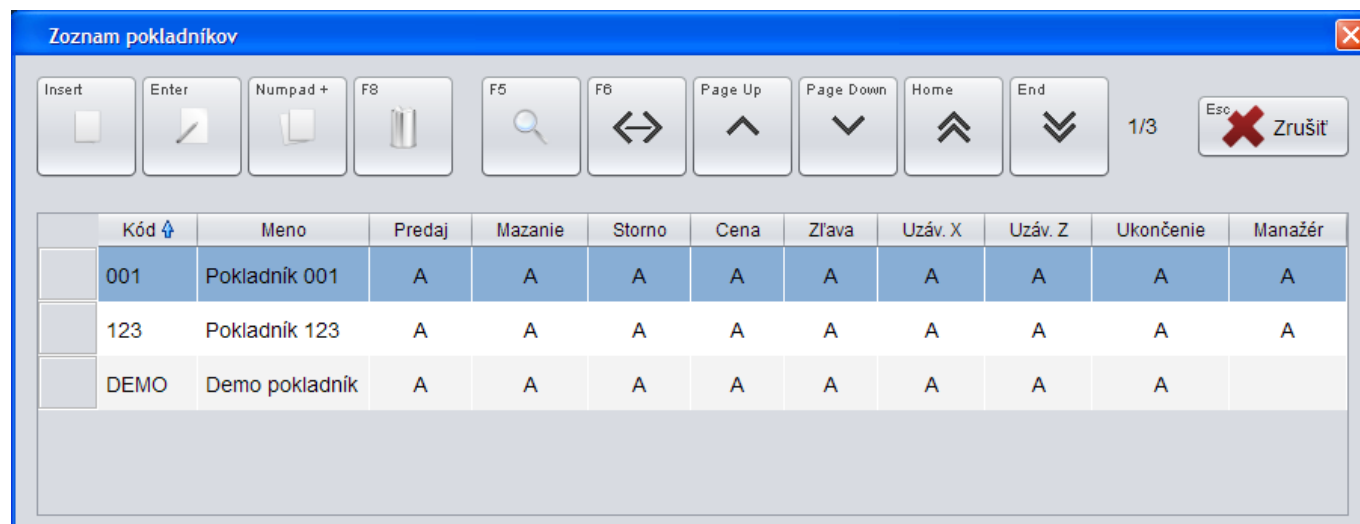 Zoznam pokladníkov
Insert Enter Numpad + F8 F5 F6 Page Up Page Down Home End 1/3 Esc Zrušiť
Kód Meno Predaj Mazanie Storno Cena Zľava Uzáv. X Uzáv. Z Ukončenie Manažér
001 Pokladník 001 A A A A A A A A A
123 Pokladník 123 A A A A A A A A A
DEMO Demo pokladník A A A A A A A A